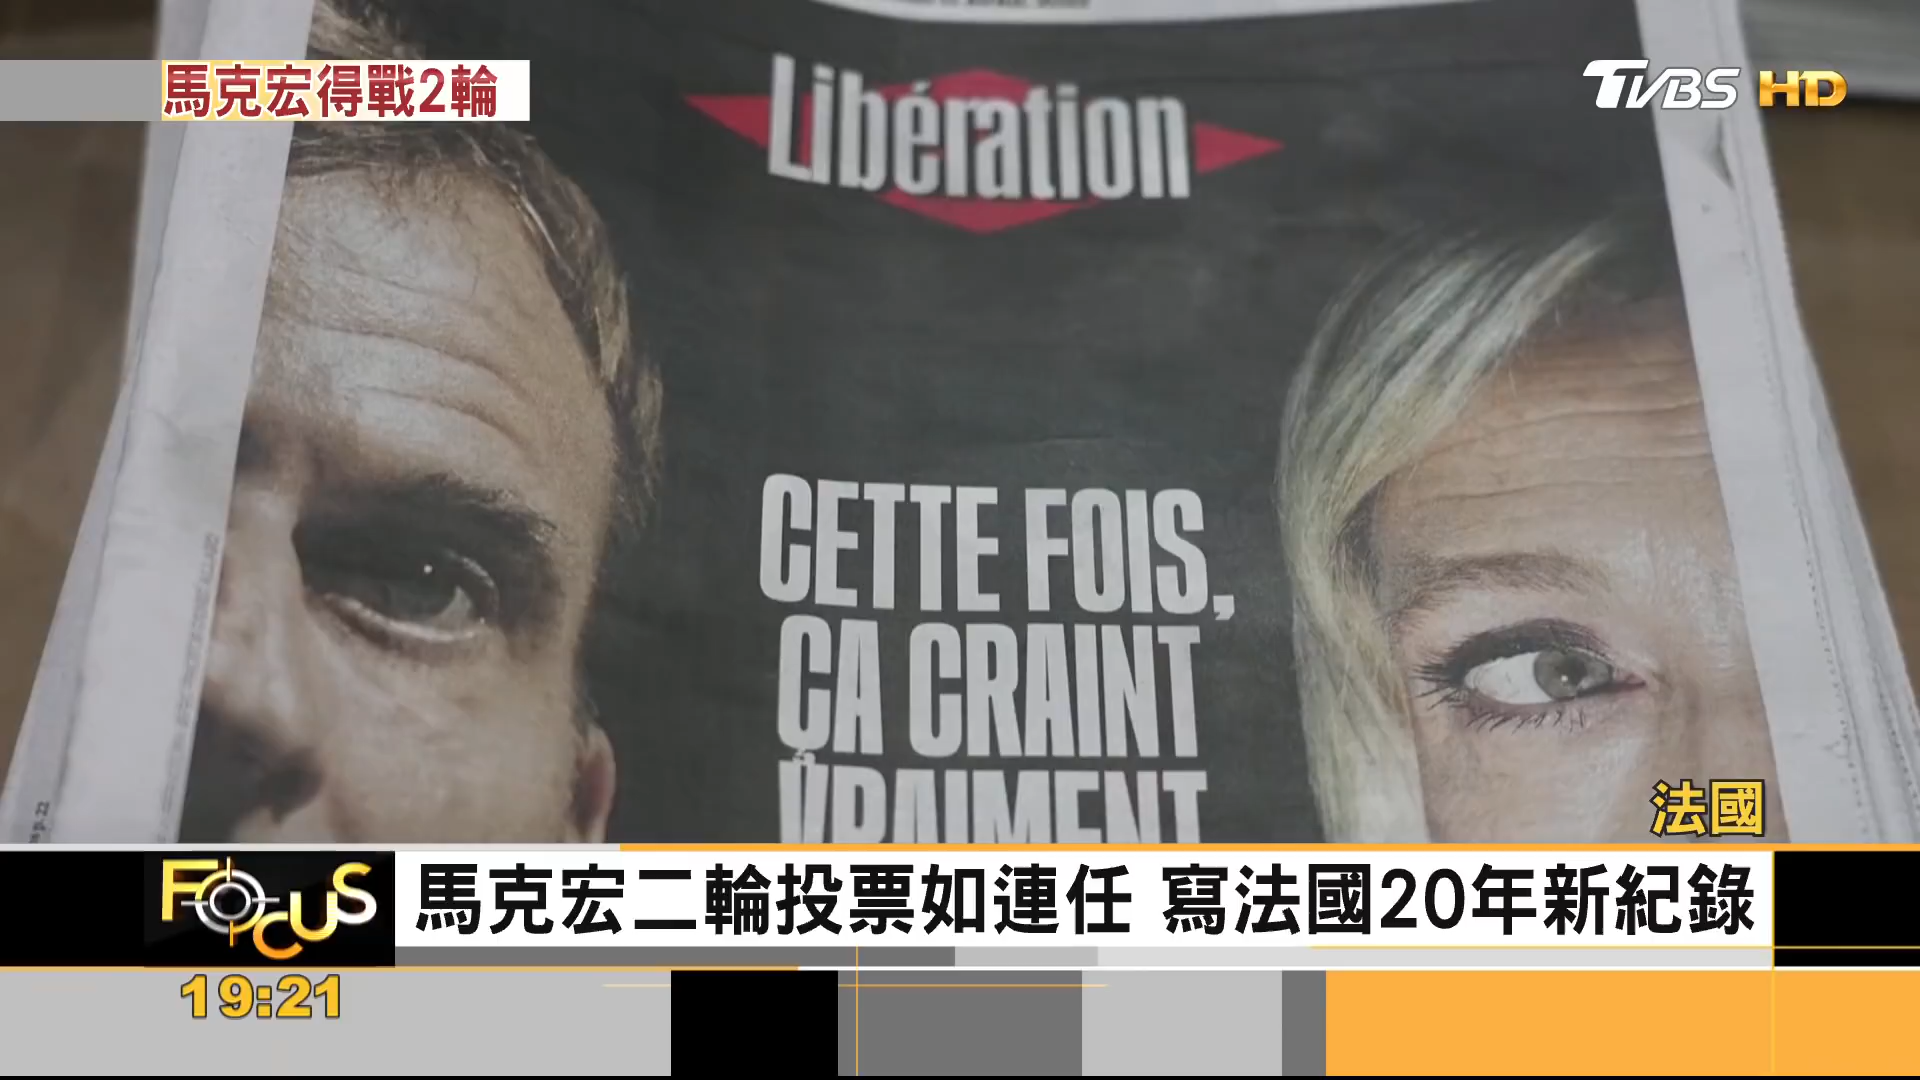 馬克宏得戰2輪
TVBS HD
Libération
CETTE FOIS,
ÇA CRAINT
VRAIMENT
法國
FOCUS
馬克宏二輪投票如連任 寫法國20年新紀錄
19:21